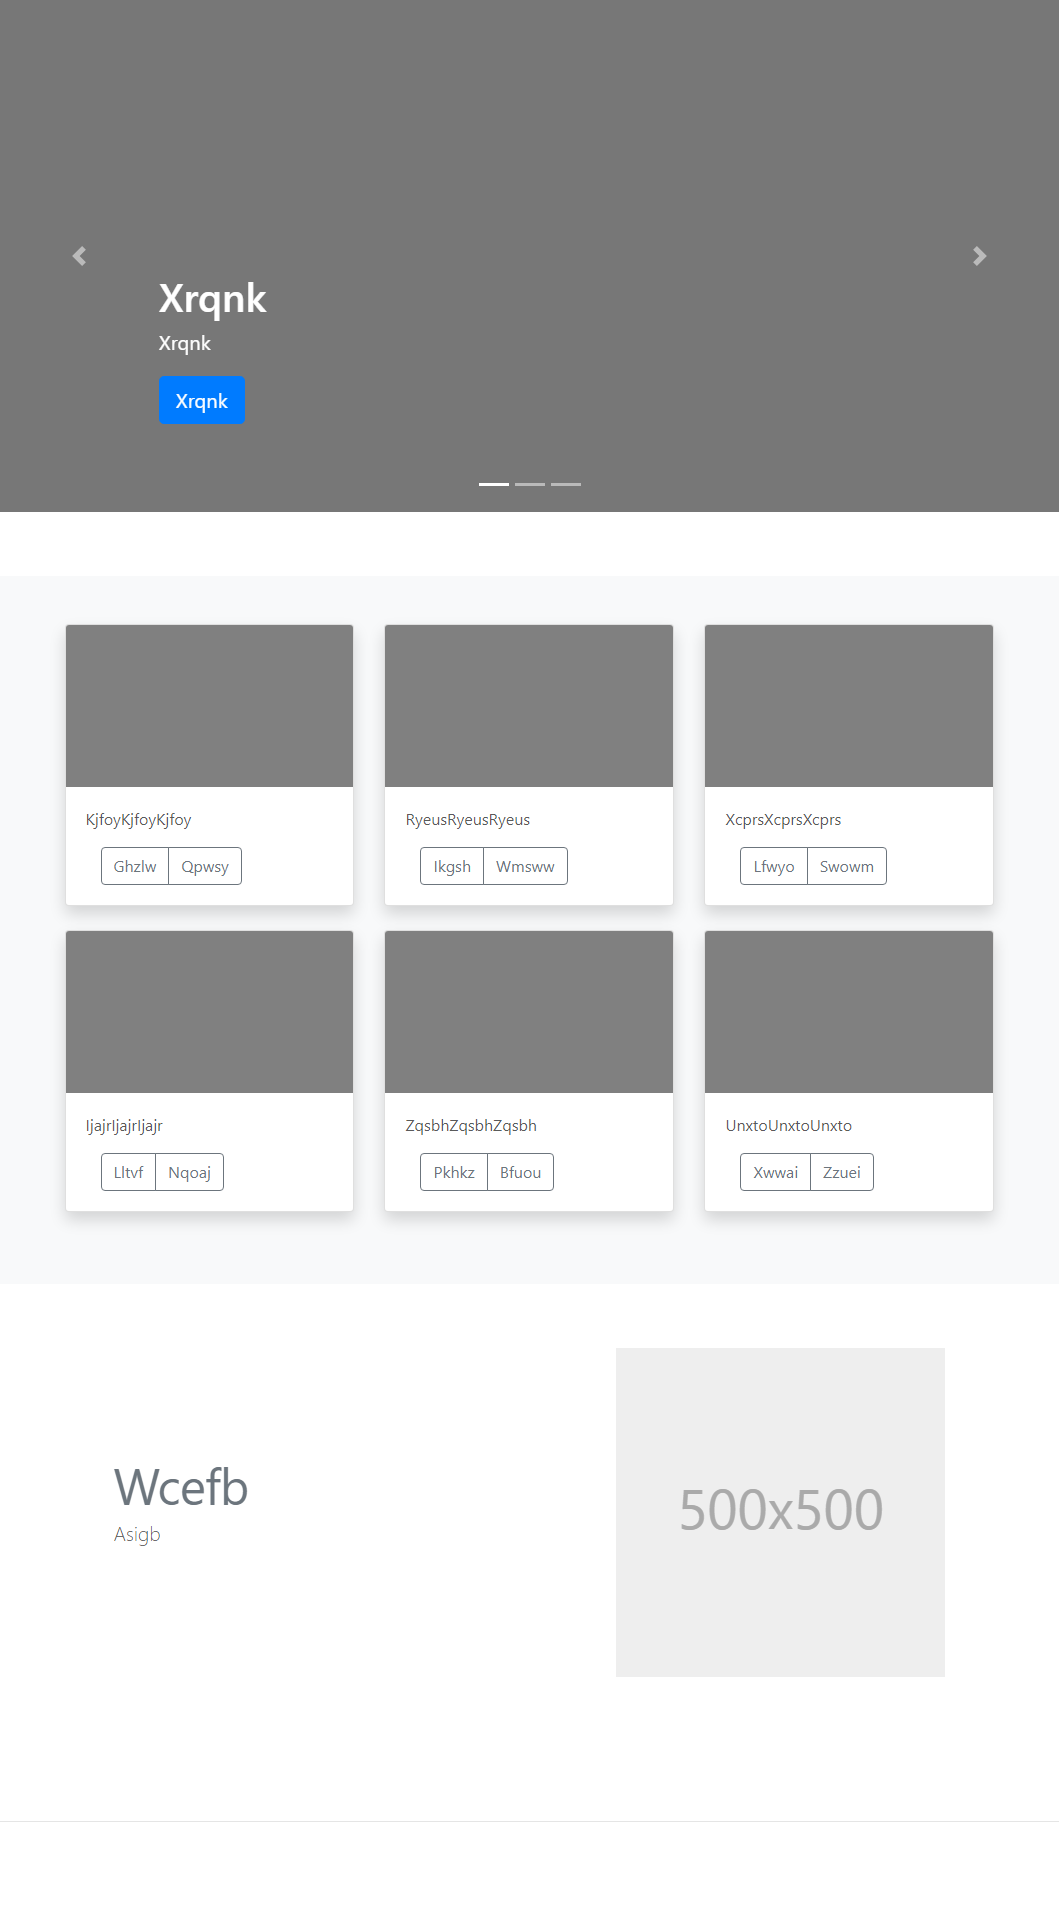 Xrqnk
Xrqnk
Xrqnk
KjfoyKjfoyKjfoy
Ghzlw Qpwsy
RyeusRyeusRyeus
Ikgsh Wmsww
XcprsXcprsXcprs
Lfwyo Swowm
IjajrIjajrIjajr
Lltvf Nqoaj
ZqsbhZqsbhZqsbh
Pkhkz Bfuou
UnxtoUnxtoUnxto
Xwwai Zzuei
Wcefb
Asigb
500x500